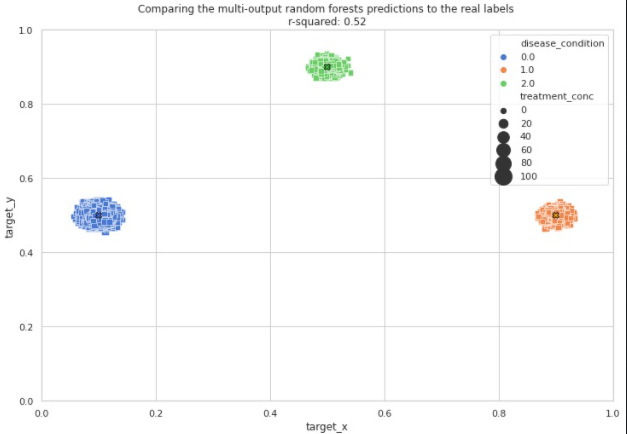 Comparing the multi-output random forests predictions to the real labels
r-squared: 0.52
disease_condition
0.0
1.0
2.0
treatment_conc
0
20
40
60
80
100
target_y
1.0
0.8
0.6
0.4
0.2
0.0
0.0 0.2 0.4 0.6 0.8 1.0
target_x